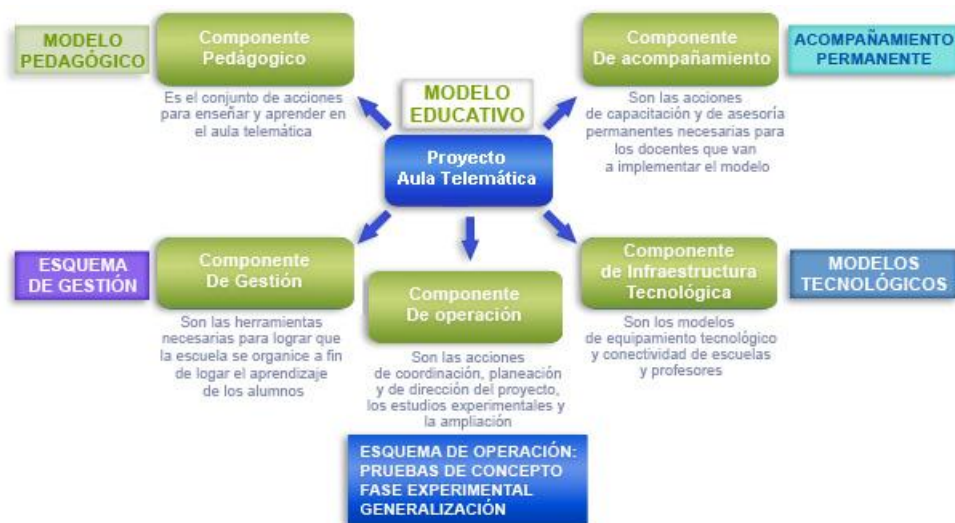 MODELO
PEDAGÓGICO
Componente
Pédagogico
Es el conjunto de acciones
para enseñar y aprender en
el aula telemática
MODELO
EDUCATIVO
Proyecto
Aula Telemática
Componente
De acompañamiento
ACOMPAÑAMIENTO
PERMANENTE
Son las acciones
de capacitación y de asesoría
permanentes necesarias para
los docentes que van
a implementar el modelo
ESQUEMA
DE GESTIÓN
Componente
De Gestión
Son las herramientas
necesarias para lograr que
la escuela se organice a fin
de logar el aprendizaje
de los alumnos
Componente
De operación
Son las acciones
de coordinación, planeación
y de dirección del proyecto,
los estudios experimentales y
la ampliación
ESQUEMA DE OPERACIÓN:
PRUEBAS DE CONCEPTO
FASE EXPERIMENTAL
GENERALIZACIÓN
Componente
de Infraestructura
Tecnológica
MODELOS
TECNOLÓGICOS
Son los modelos
de equipamiento tecnológico
y conectividad de escuelas
y profesores